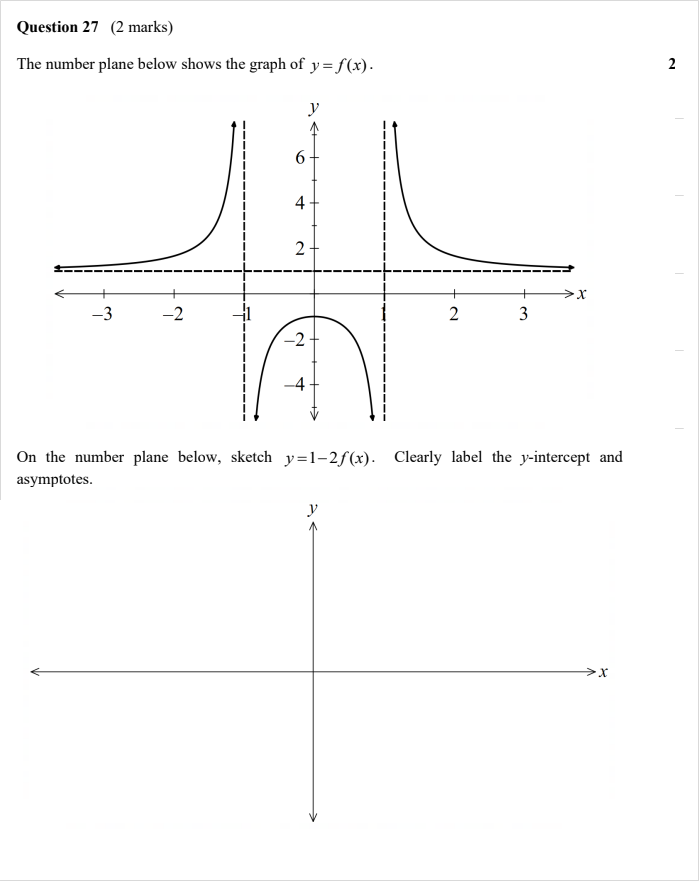 Question 27 (2 marks)
The number plane below shows the graph of y = f(x). 2
y
6
4
2
x
−3 −2 −1 1 2 3
−2
−4
On the number plane below, sketch y=1−2f(x). Clearly label the y-intercept and
asymptotes.
y
x